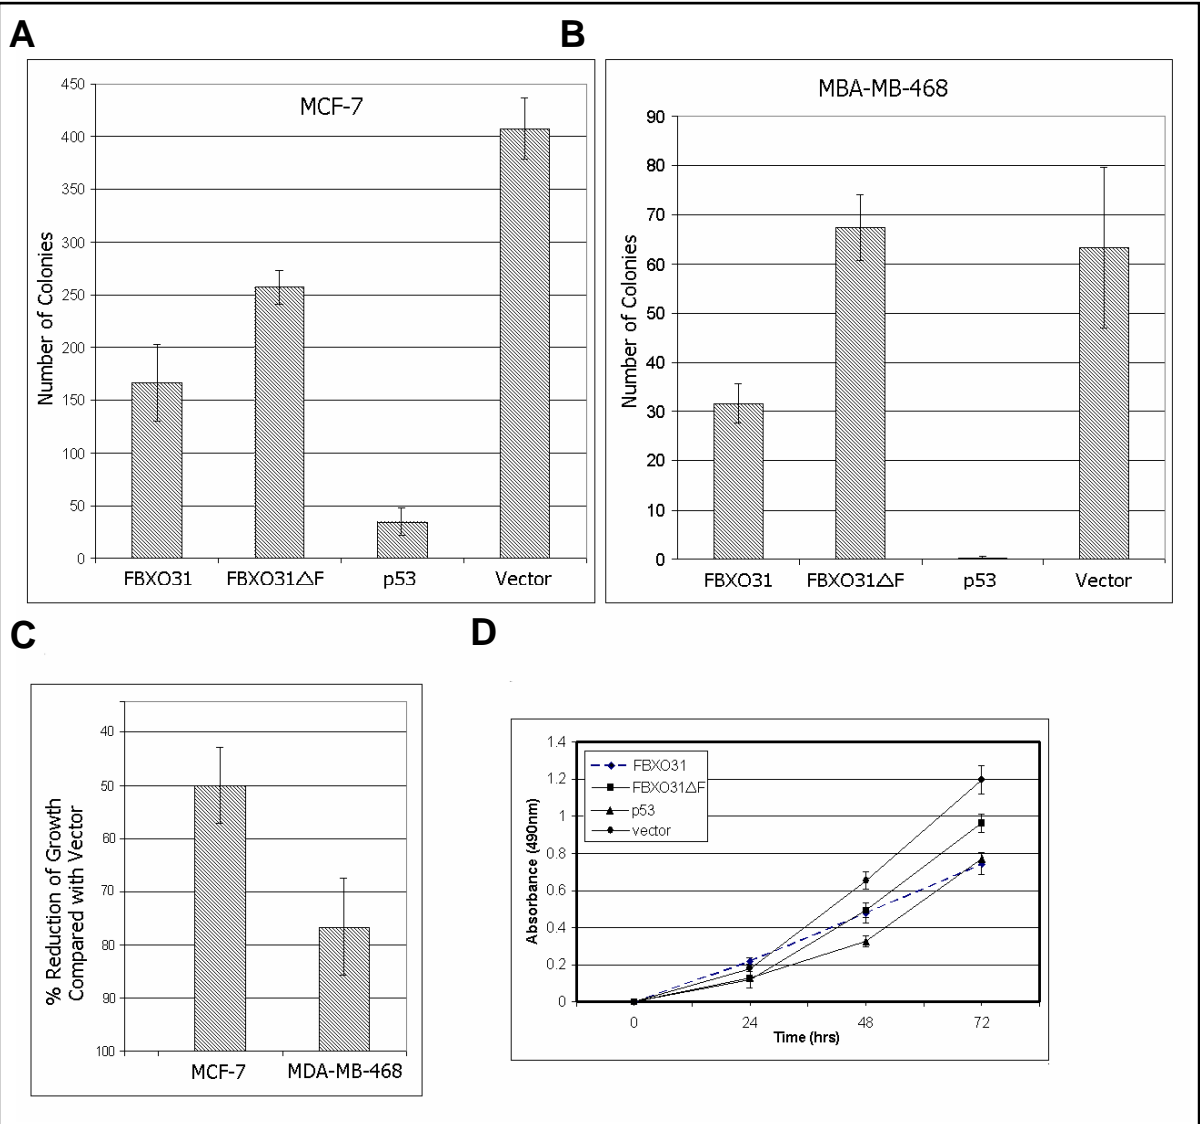 A
MCF-7
Number of Colonies
450
400
350
300
250
200
150
100
50
0
FBXO31 FBXO31△F p53 Vector
B
MBA-MB-468
Number of Colonies
90
80
70
60
50
40
30
20
10
0
FBXO31 FBXO31△F p53 Vector
C
% Reduction of Growth
Compared with Vector
40
50
60
70
80
90
100
MCF-7 MDA-MB-468
D
Absorbance (490nm)
1.4
1.2
1
0.8
0.6
0.4
0.2
0
FBXO31
FBXO31△F
p53
vector
0 24 48 72
Time (hrs)